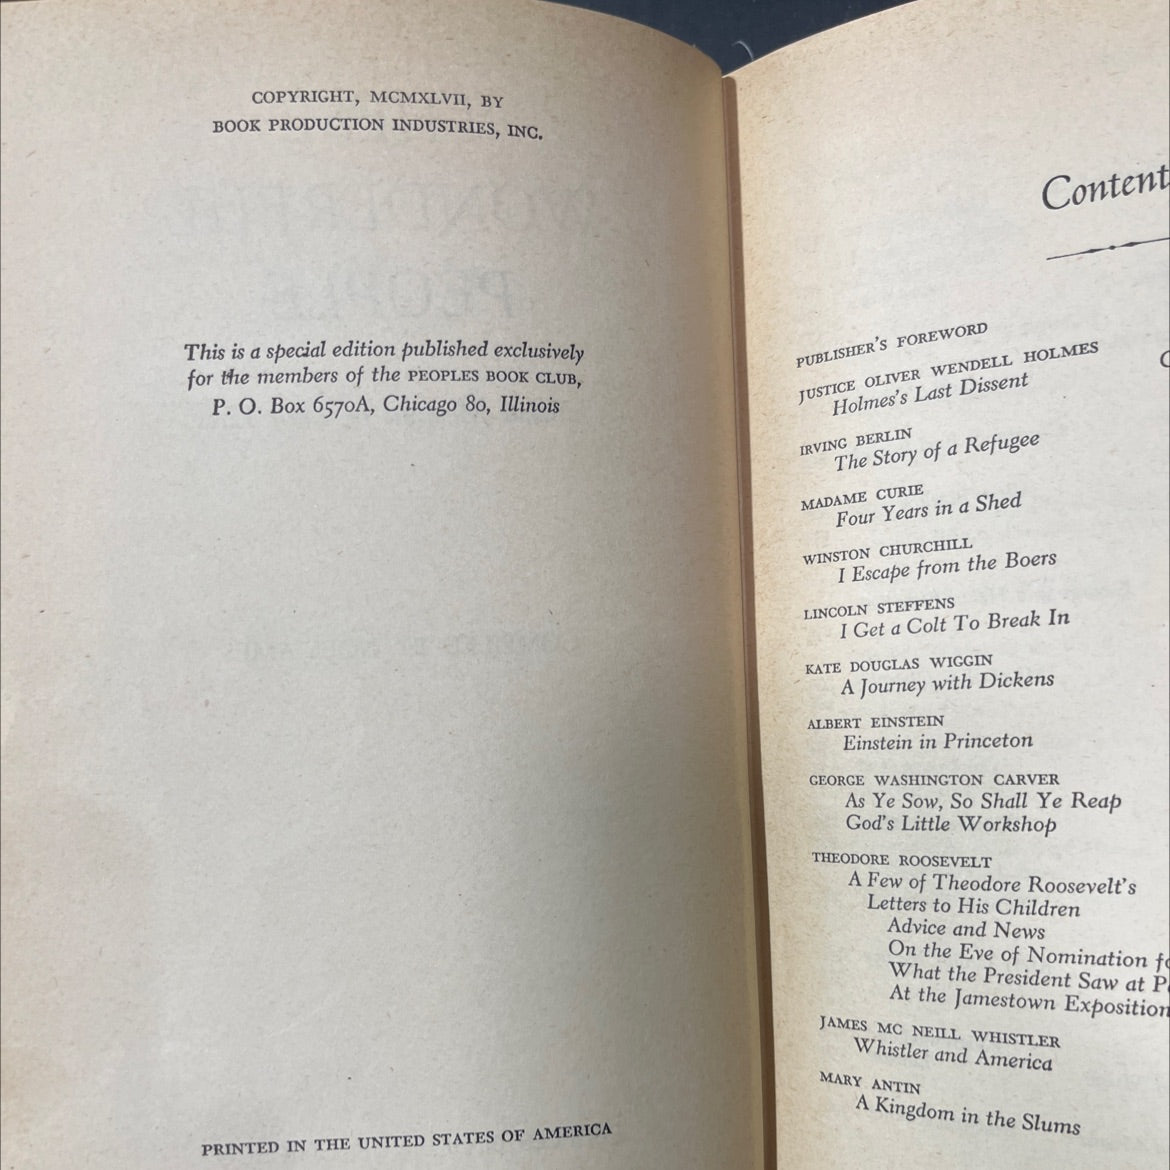 COPYRIGHT, MCMXLVII, BY
BOOK PRODUCTION INDUSTRIES, INC.
This is a special edition published exclusively
for the members of the PEOPLES BOOK CLUB,
P. O. Box 6570A, Chicago 80, Illinois
PRINTED IN THE UNITED STATES OF AMERICA
Content
PUBLISHER'S FOREWORD
JUSTICE OLIVER WENDELL HOLMES
Holmes's Last Dissent
IRVING BERLIN
The Story of a Refugee
MADAME CURIE
Four Years in a Shed
WINSTON CHURCHILL
I Escape from the Boers
LINCOLN STEFFENS
I Get a Colt To Break In
KATE DOUGLAS WIGGIN
A Journey with Dickens
ALBERT EINSTEIN
Einstein in Princeton
GEORGE WASHINGTON CARVER
As Ye Sow, So Shall Ye Reap
God's Little Workshop
THEODORE ROOSEVELT
A Few of Theodore Roosevelt's
Letters to His Children
Advice and News
On the Eve of Nomination fo
What the President Saw at P
At the Jamestown Exposition
JAMES MC NEILL WHISTLER
Whistler and America
MARY ANTIN
A Kingdom in the Slums